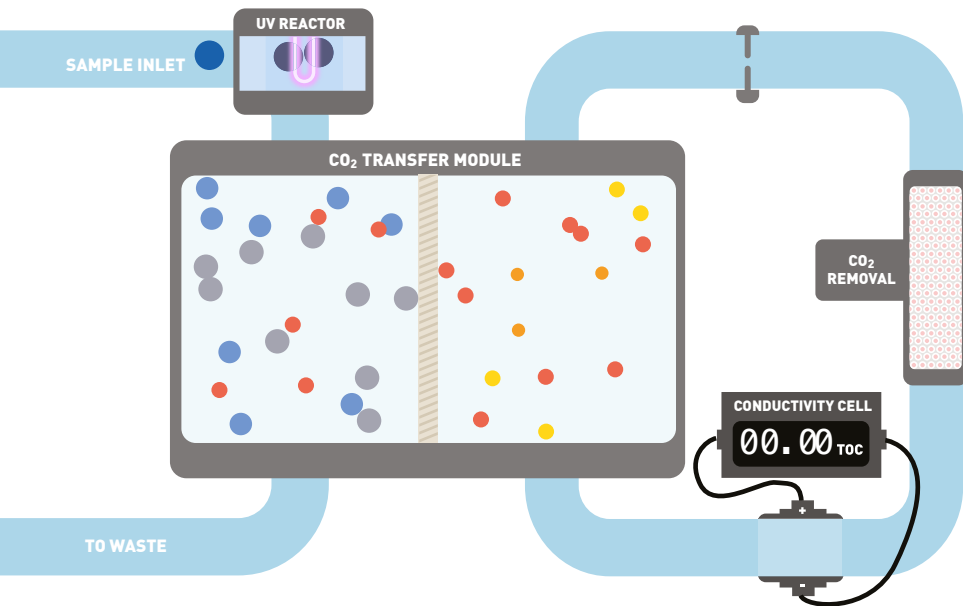 UV REACTOR
SAMPLE INLET
CO₂ TRANSFER MODULE
CO₂
REMOVAL
CONDUCTIVITY CELL
00.00 TOC
+
-
TO WASTE